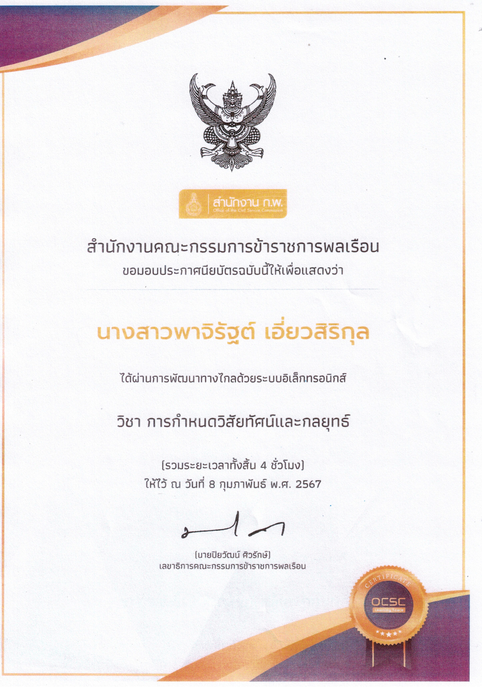 สำนักงาน ก.พ.
Office of the Civil Service Commission
สำนักงานคณะกรรมการข้าราชการพลเรือน
ขอมอบประกาศนียบัตรฉบับนี้ให้เพื่อแสดงว่า
นางสาวพาจิรัฐต์ เอี่ยวสิริกุล
ได้ผ่านการพัฒนาทางไกลด้วยระบบอิเล็กทรอนิกส์
วิชา การกำหนดวิสัยทัศน์และกลยุทธ์
(รวมระยะเวลาทั้งสิ้น 4 ชั่วโมง)
ให้ไว้ ณ วันที่ 8 กุมภาพันธ์ พ.ศ. 2567
(นายปิยวัฒน์ ศิวรักษ์)
เลขาธิการคณะกรรมการข้าราชการพลเรือน
CERTIFICATE
OCSC